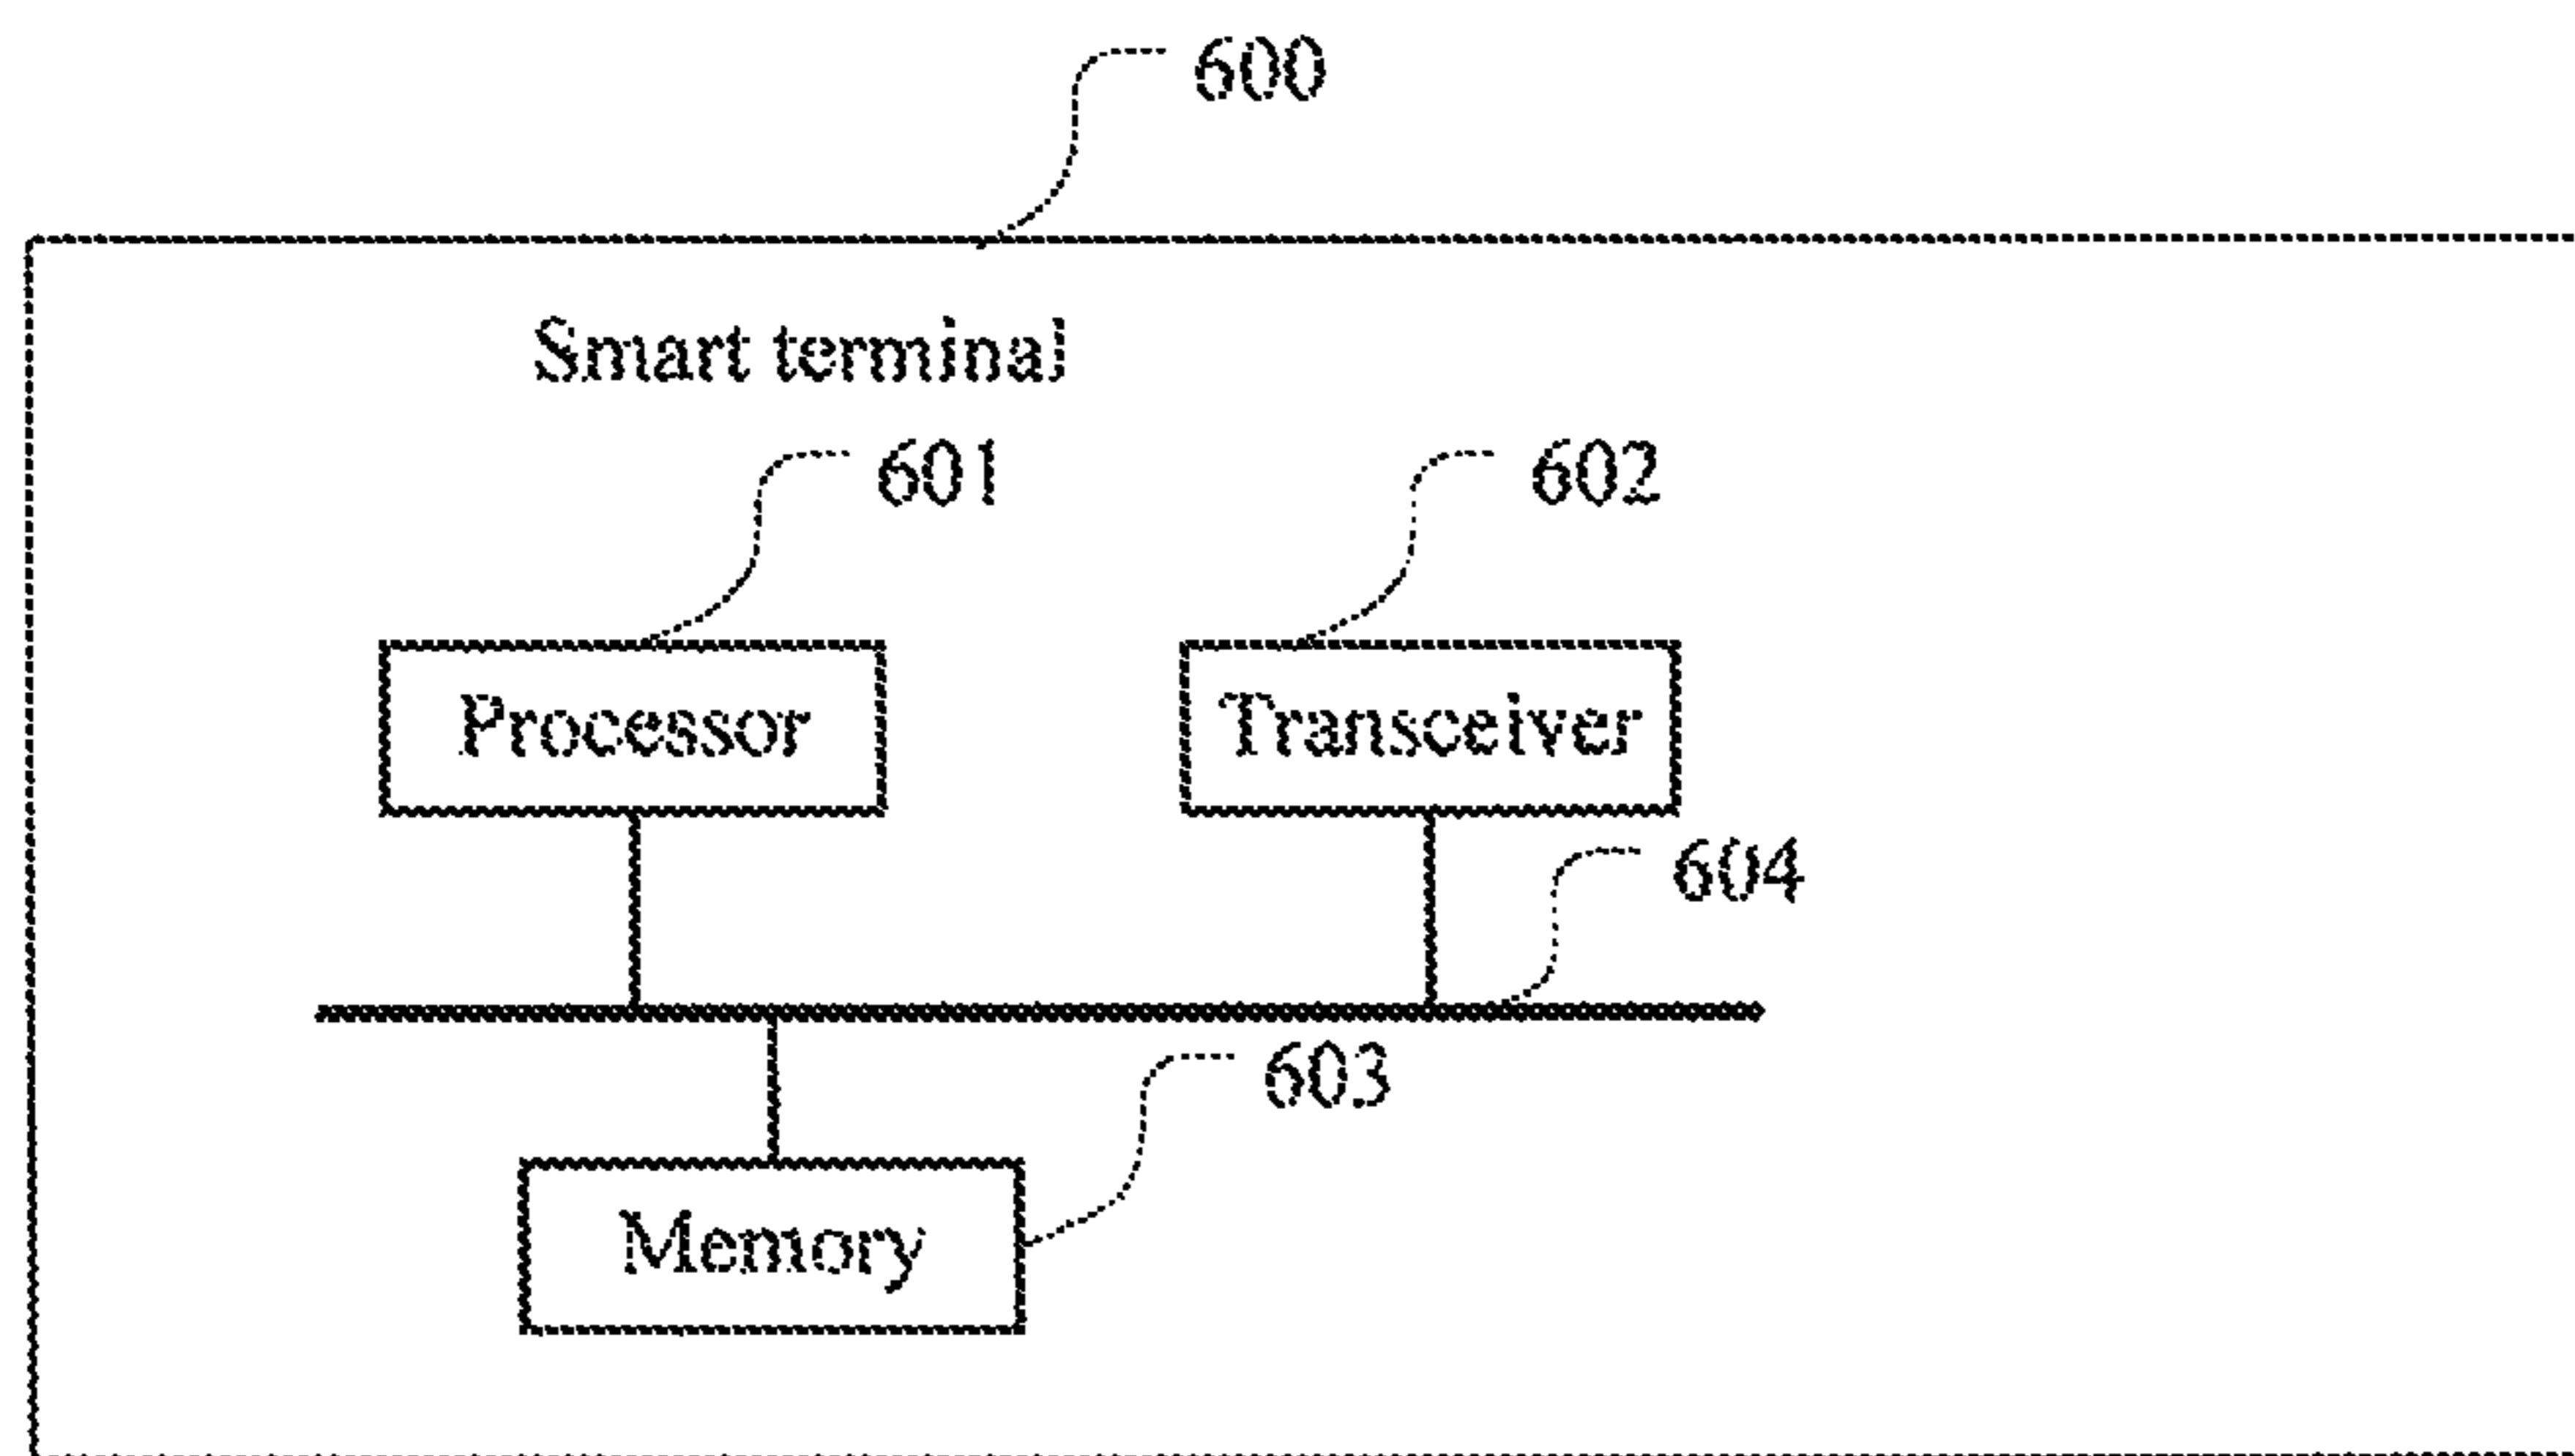 600
Smart terminal
601
602
Processor
Transceiver
604
603
Memory